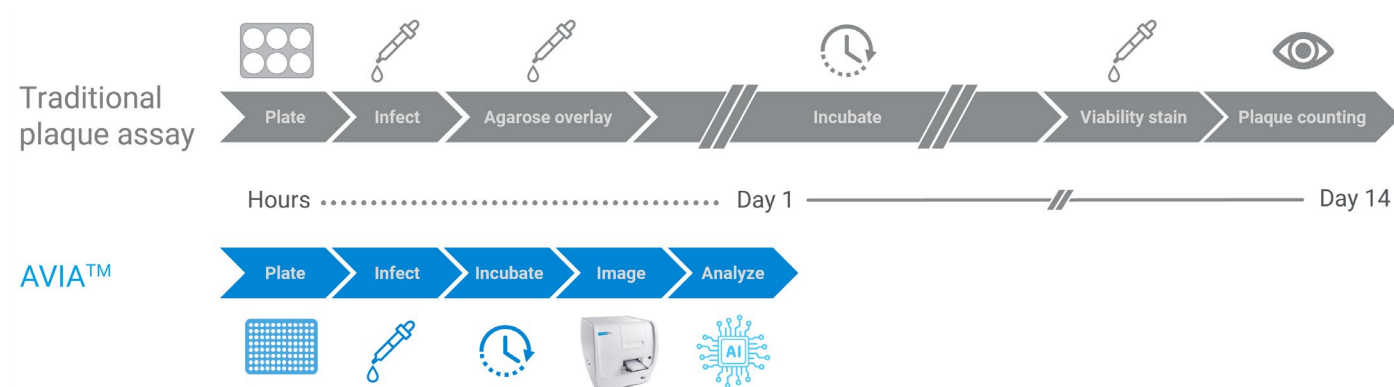 Traditional
plaque assay
Plate
Infect
Agarose overlay
Incubate
Viability stain
Plaque counting
Hours
Day 1
Day 14
AVIA™
Plate
Infect
Incubate
Image
Analyze
AI